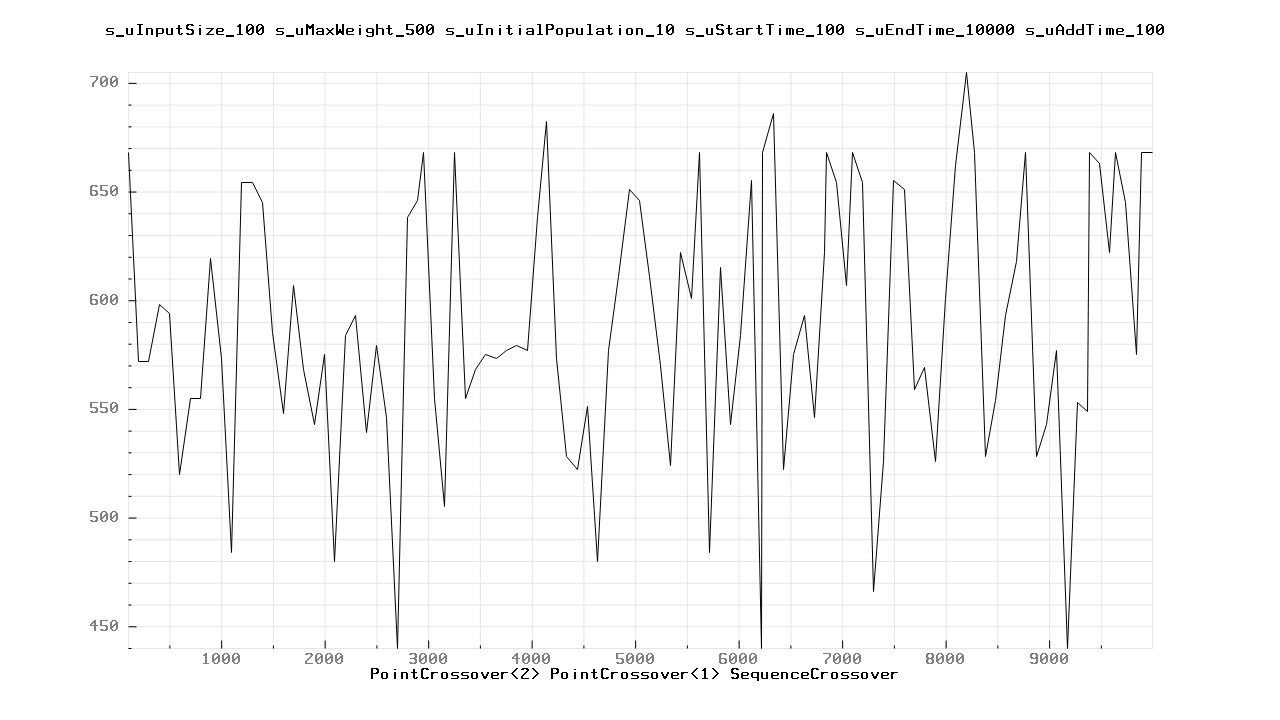 s_uInputSize_100 s_uMaxWeight_500 s_uInitialPopulation_10 s_uStartTime_100 s_uEndTime_10000 s_uAddTime_100
700
650
600
550
500
450
1000 2000 3000 4000 5000 6000 7000 8000 9000
PointCrossover<2> PointCrossover<1> SequenceCrossover